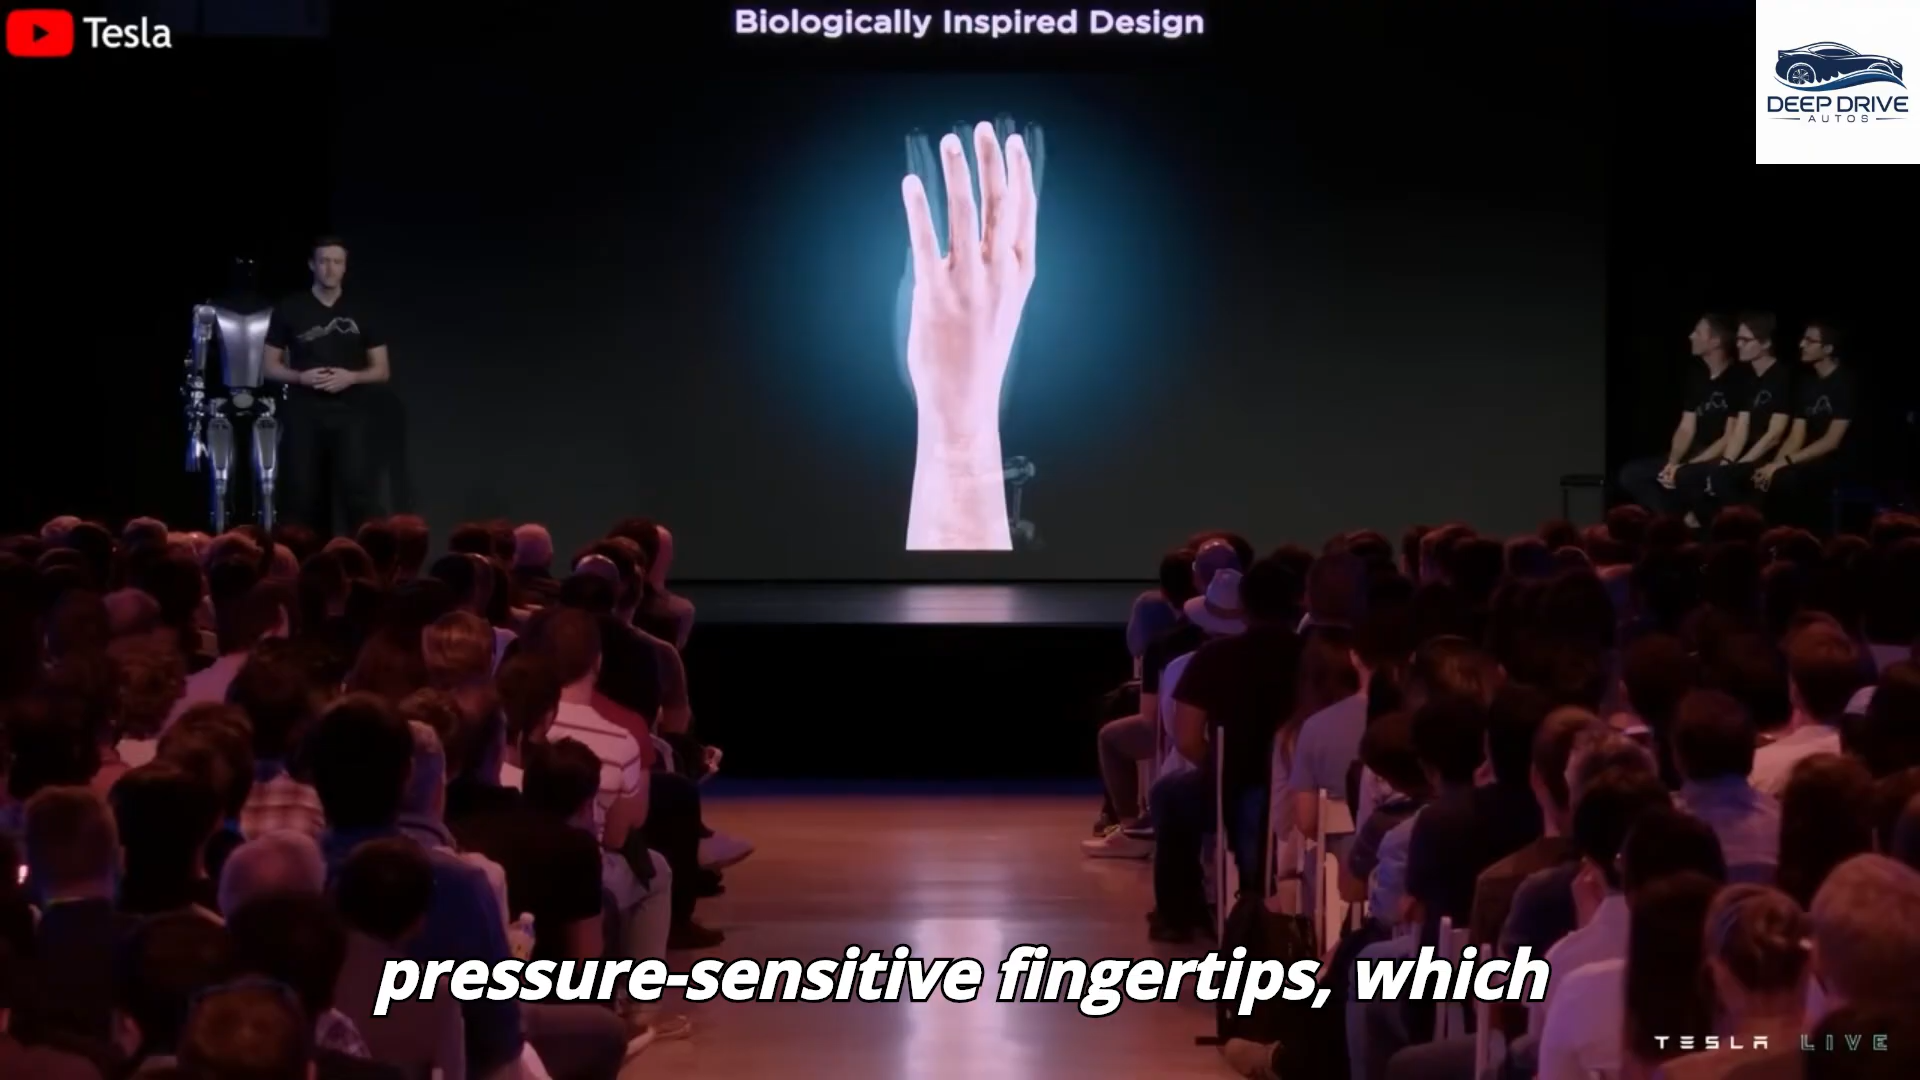 Tesla
Biologically Inspired Design
DEEP DRIVE
AUTOS
pressure-sensitive fingertips, which
TESLA LIVE